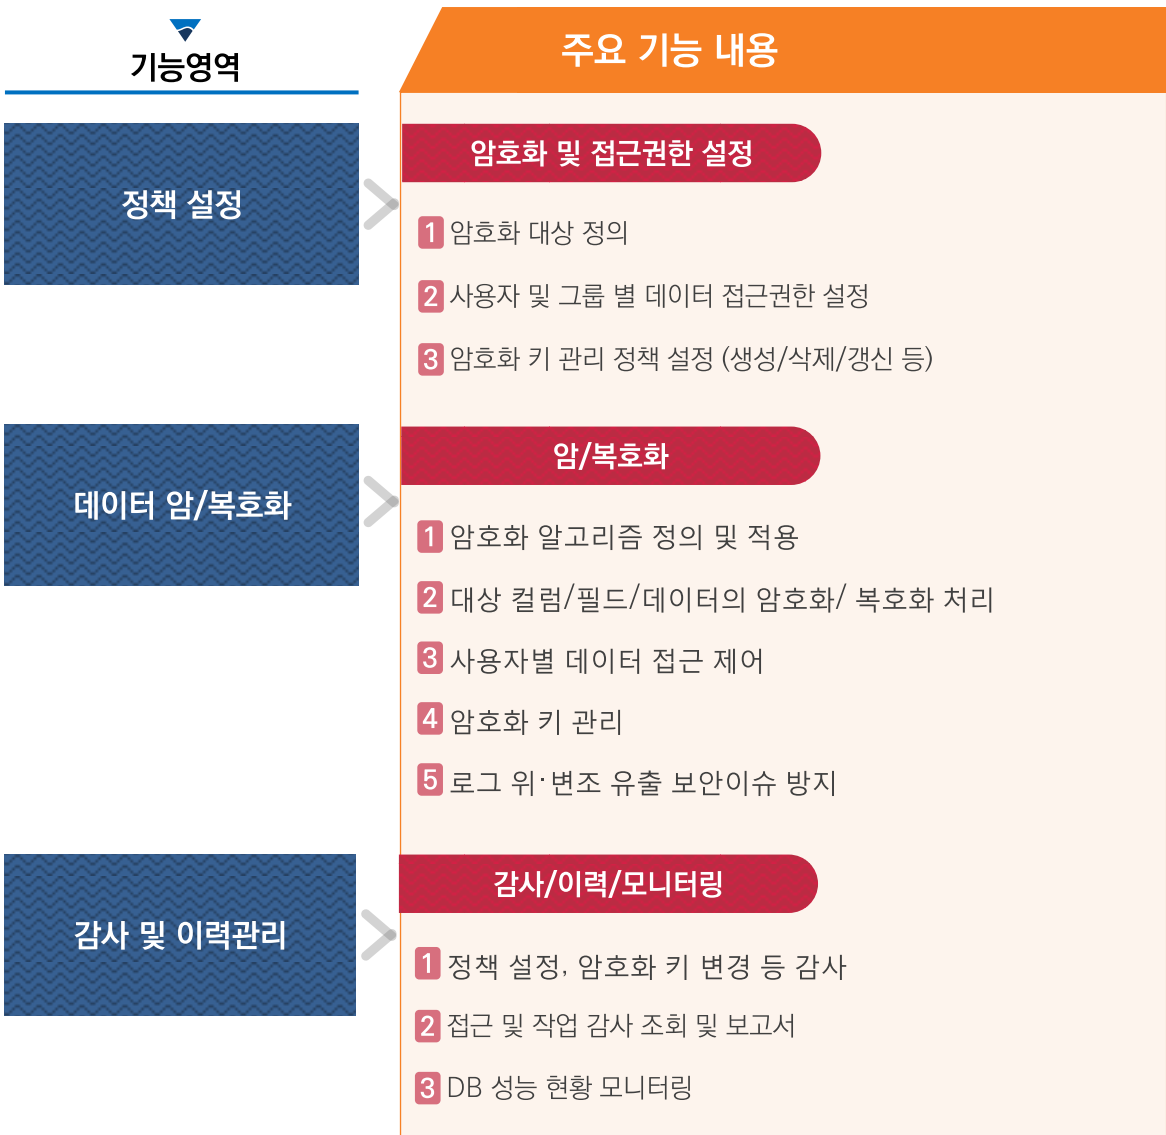 기능영역
주요 기능 내용
정책 설정
암호화 및 접근권한 설정
1 암호화 대상 정의
2 사용자 및 그룹 별 데이터 접근권한 설정
3 암호화 키 관리 정책 설정 (생성/삭제/갱신 등)
데이터 암/복호화
암/복호화
1 암호화 알고리즘 정의 및 적용
2 대상 컬럼/필드/데이터의 암호화/ 복호화 처리
3 사용자별 데이터 접근 제어
4 암호화 키 관리
5 로그 위·변조 유출 보안이슈 방지
감사 및 이력관리
감사/이력/모니터링
1 정책 설정, 암호화 키 변경 등 감사
2 접근 및 작업 감사 조회 및 보고서
3 DB 성능 현황 모니터링